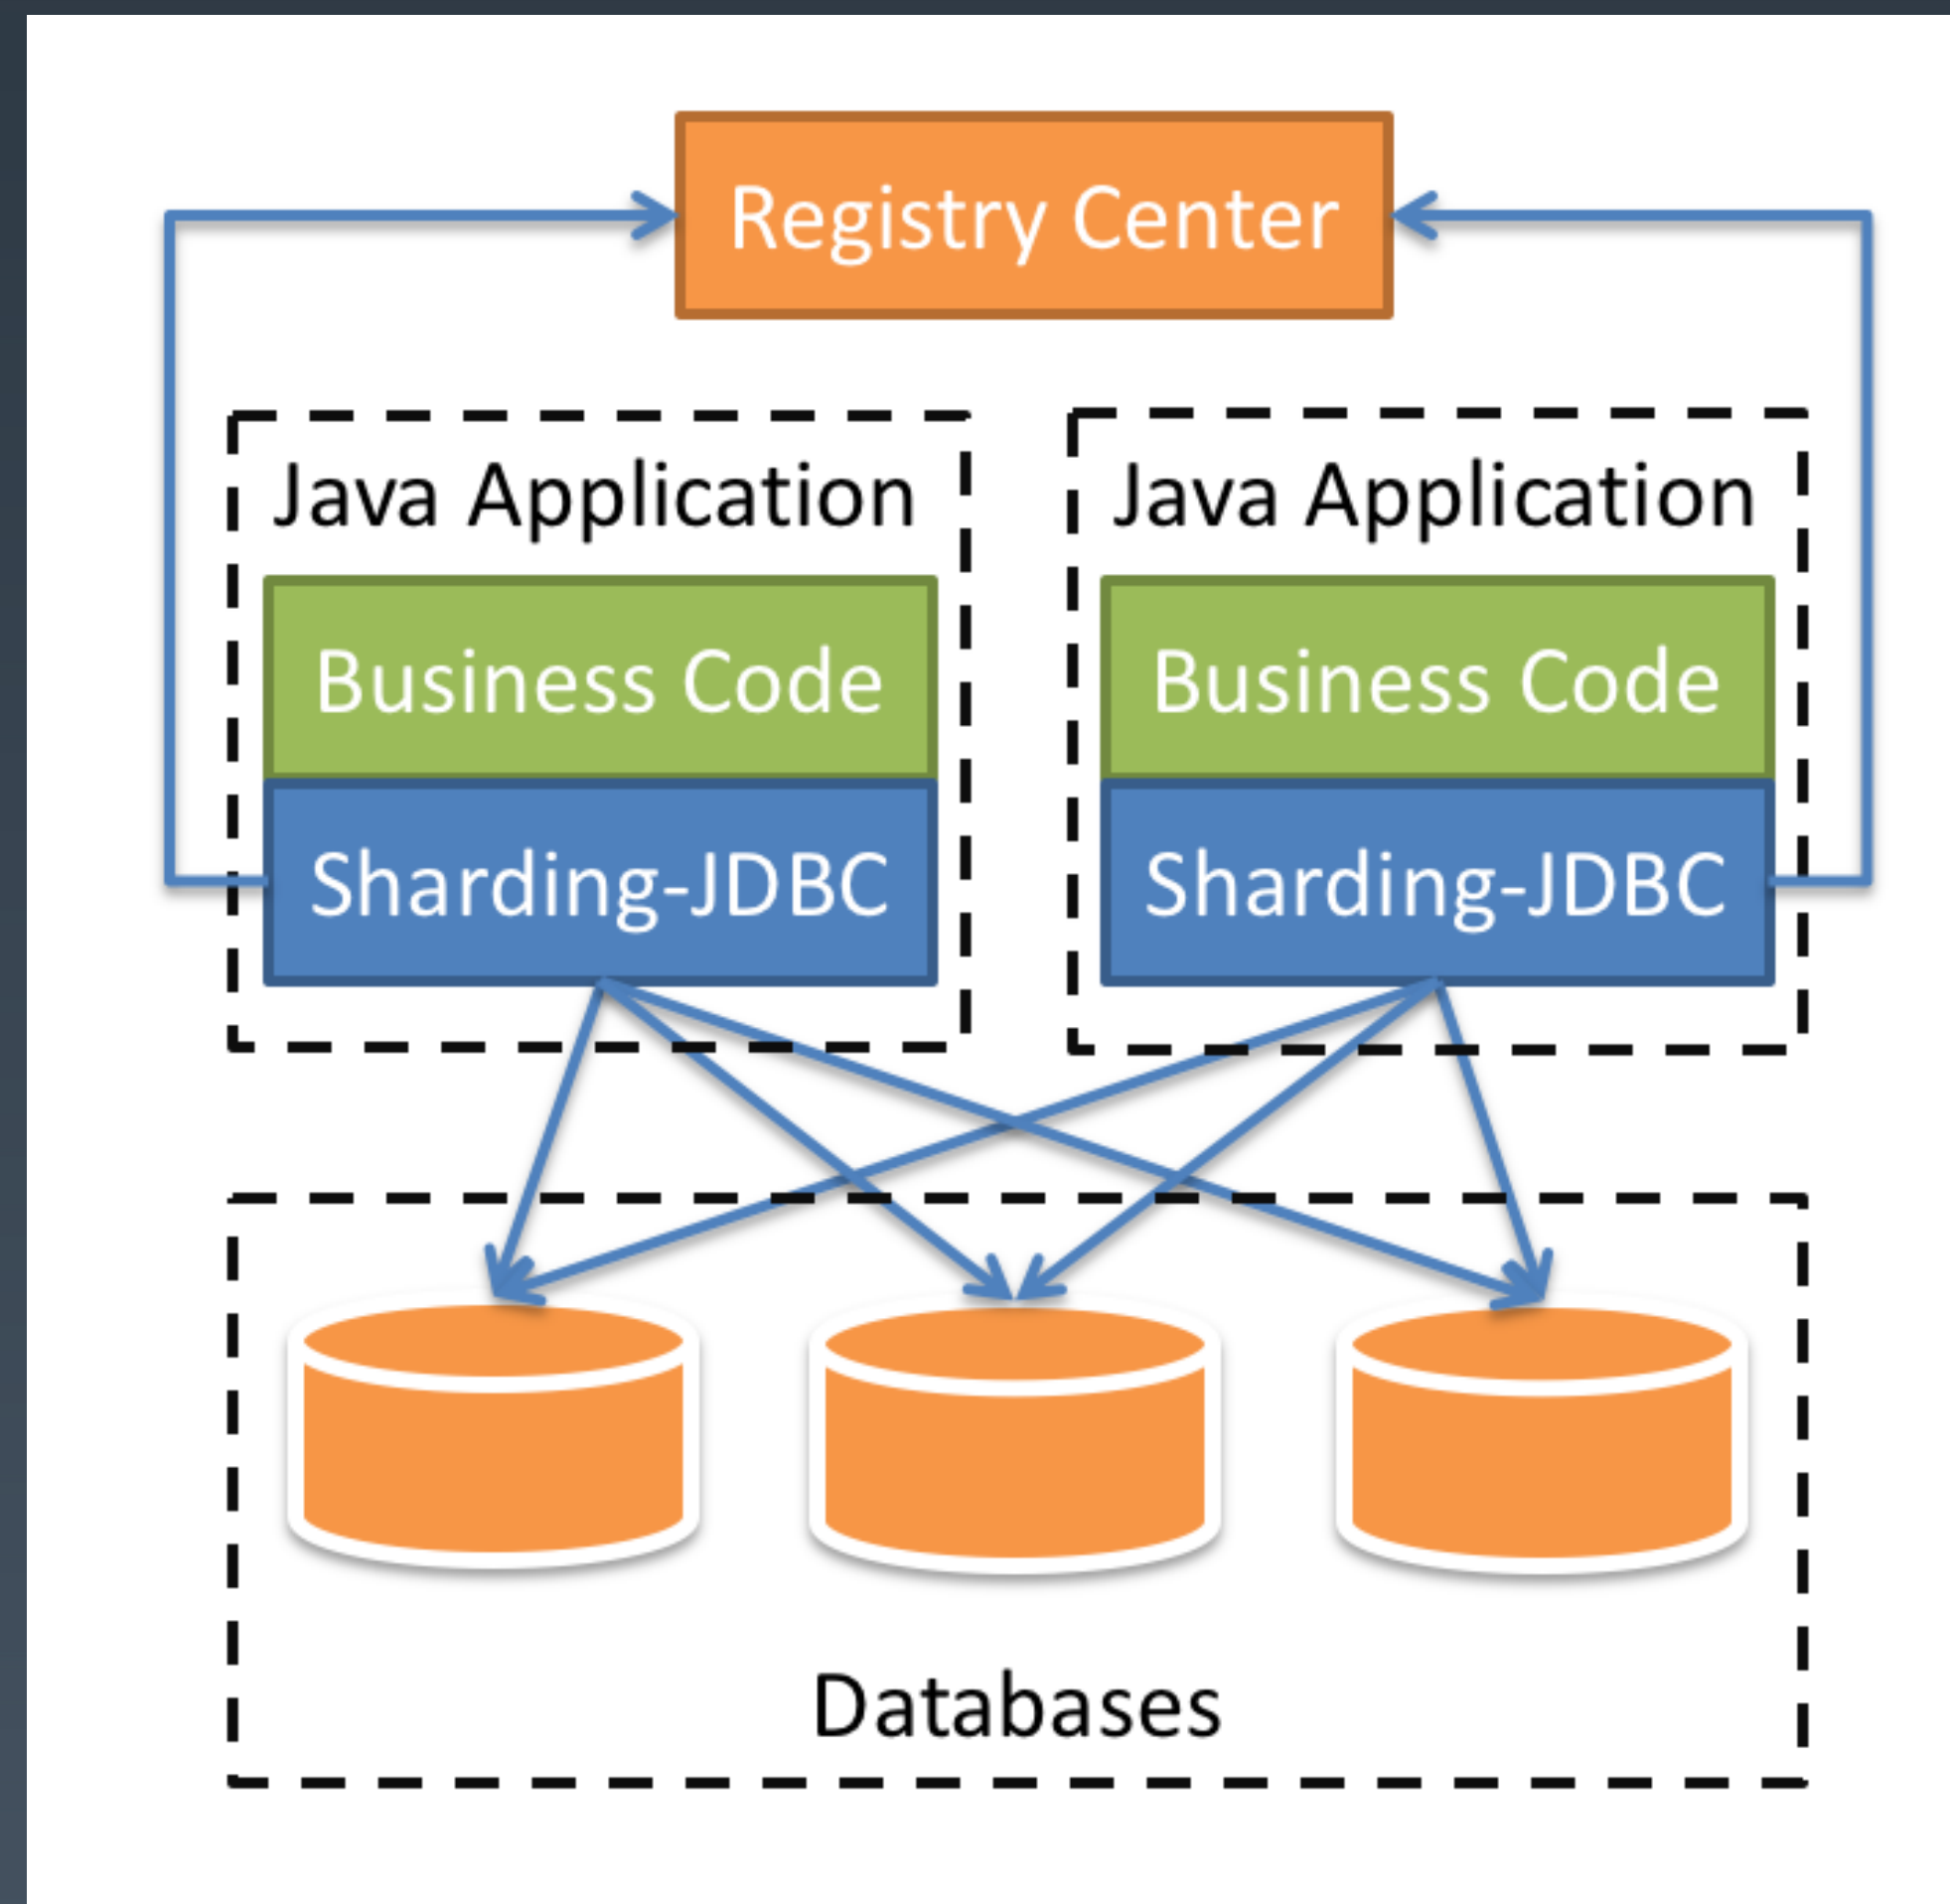 Registry Center
Java Application
Business Code
Sharding-JDBC
Java Application
Business Code
Sharding-JDBC
Databases